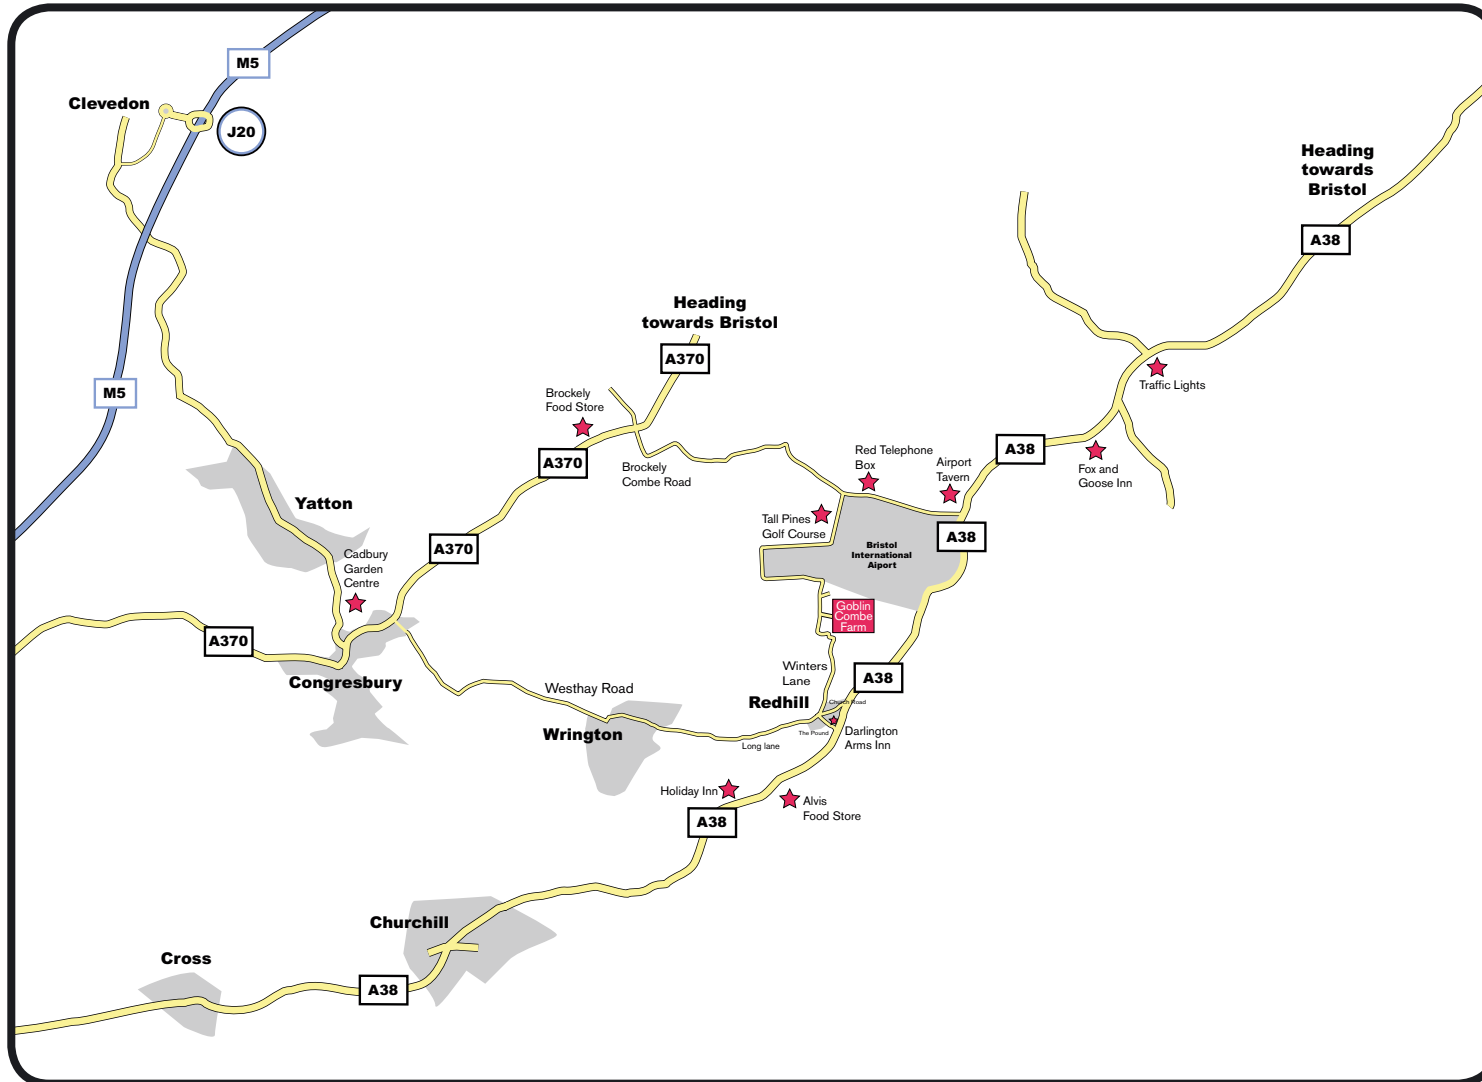 M5
Clevedon
J20
Heading
towards
Bristol
A38
Heading
towards Bristol
A370
M5
Brockely
Food Store
Traffic Lights
A370
Brockely
Combe Road
Red Telephone
Box
Airport
Tavern
A38
Fox and
Goose Inn
Yatton
Tall Pines
Golf Course
A38
Bristol
International
Aiport
A370
Cadbury
Garden
Centre
Goblin
Combe
Farm
A370
Congresbury
Winters
Lane
A38
Westhay Road
Redhill
Church Road
Wrington
The Pound
Darlington
Arms Inn
Long lane
Holiday Inn
Alvis
Food Store
A38
Churchill
Cross
A38